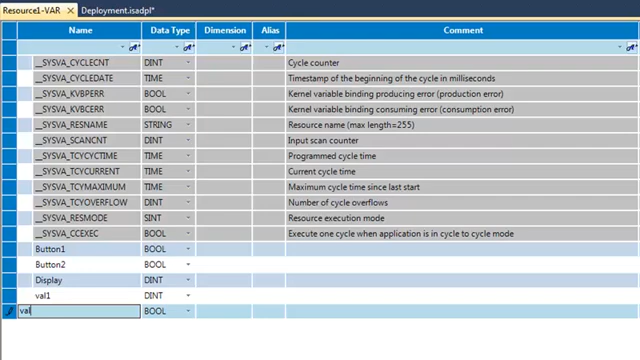 Resource1-VAR × Deployment.isadpl*
Name Data Type Dimension Alias Comment
__SYSVA_CYCLECNT DINT Cycle counter
__SYSVA_CYCLEDATE TIME Timestamp of the beginning of the cycle in milliseconds
__SYSVA_KVBPERR BOOL Kernel variable binding producing error (production error)
__SYSVA_KVBCERR BOOL Kernel variable binding consuming error (consumption error)
__SYSVA_RESNAME STRING Resource name (max length=255)
__SYSVA_SCANCNT DINT Input scan counter
__SYSVA_TCYCYCTIME TIME Programmed cycle time
__SYSVA_TCYCURRENT TIME Current cycle time
__SYSVA_TCYMAXIMUM TIME Maximum cycle time since last start
__SYSVA_TCYOVERFLOW DINT Number of cycle overflows
__SYSVA_RESMODE SINT Resource execution mode
__SYSVA_CCEXEC BOOL Execute one cycle when application is in cycle to cycle mode
Button1 BOOL
Button2 BOOL
Display DINT
val1 DINT
val BOOL